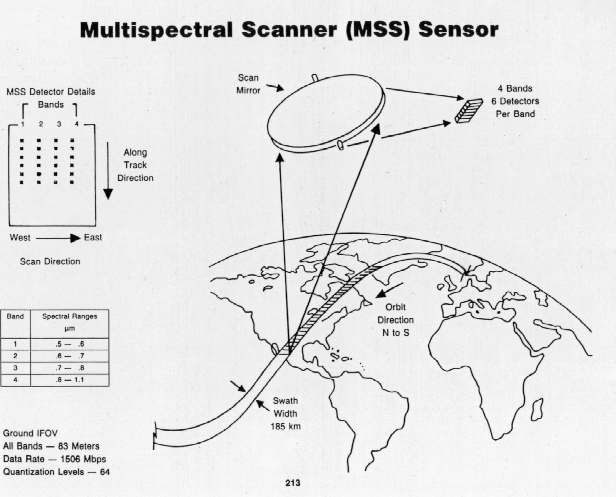 Multispectral Scanner (MSS) Sensor
MSS Detector Details
Bands
1 2 3 4
Along
Track
Direction
West East
Scan Direction
Scan
Mirror
4 Bands
6 Detectors
Per Band
Orbit
Direction
N to S
Swath
Width
185 km
Band Spectral Ranges
µm
1 .5 — .6
2 .6 — .7
3 .7 — .8
4 .8 — 1.1
Ground IFOV
All Bands — 83 Meters
Data Rate — 1506 Mbps
Quantization Levels — 64
213